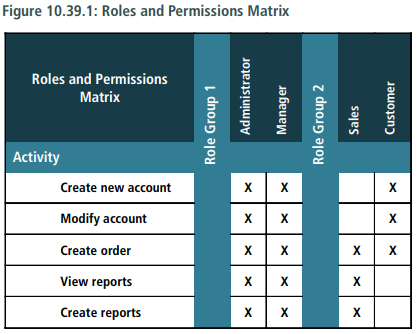 Figure 10.39.1: Roles and Permissions Matrix
Roles and Permissions
Matrix
Role Group 1
Administrator
Manager
Role Group 2
Sales
Customer
Activity
Create new account X X X
Modify account X X X
Create order X X X X
View reports X X X
Create reports X X X